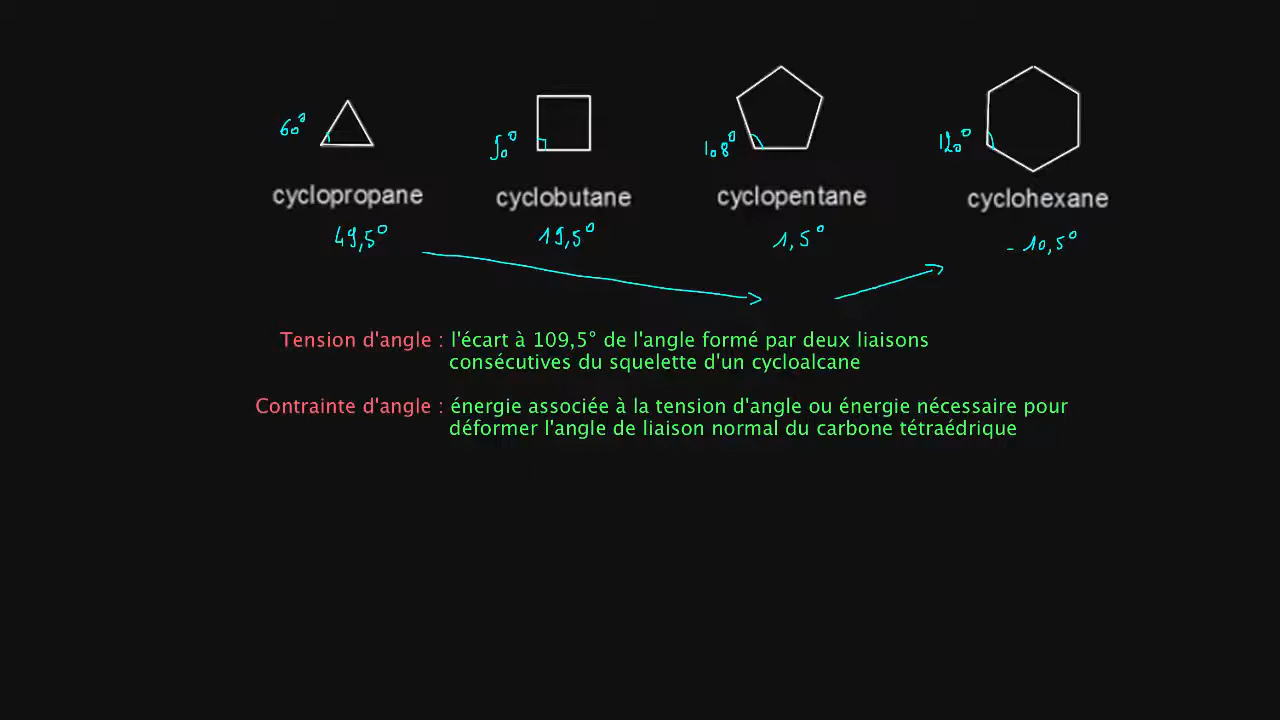 60° 90° 108° 120°
cyclopropane cyclobutane cyclopentane cyclohexane
49,5° 19,5° 1,5° - 10,5°
Tension d'angle : l'écart à 109,5° de l'angle formé par deux liaisons
consécutives du squelette d'un cycloalcane
Contrainte d'angle : énergie associée à la tension d'angle ou énergie nécessaire pour
déformer l'angle de liaison normal du carbone tétraédrique